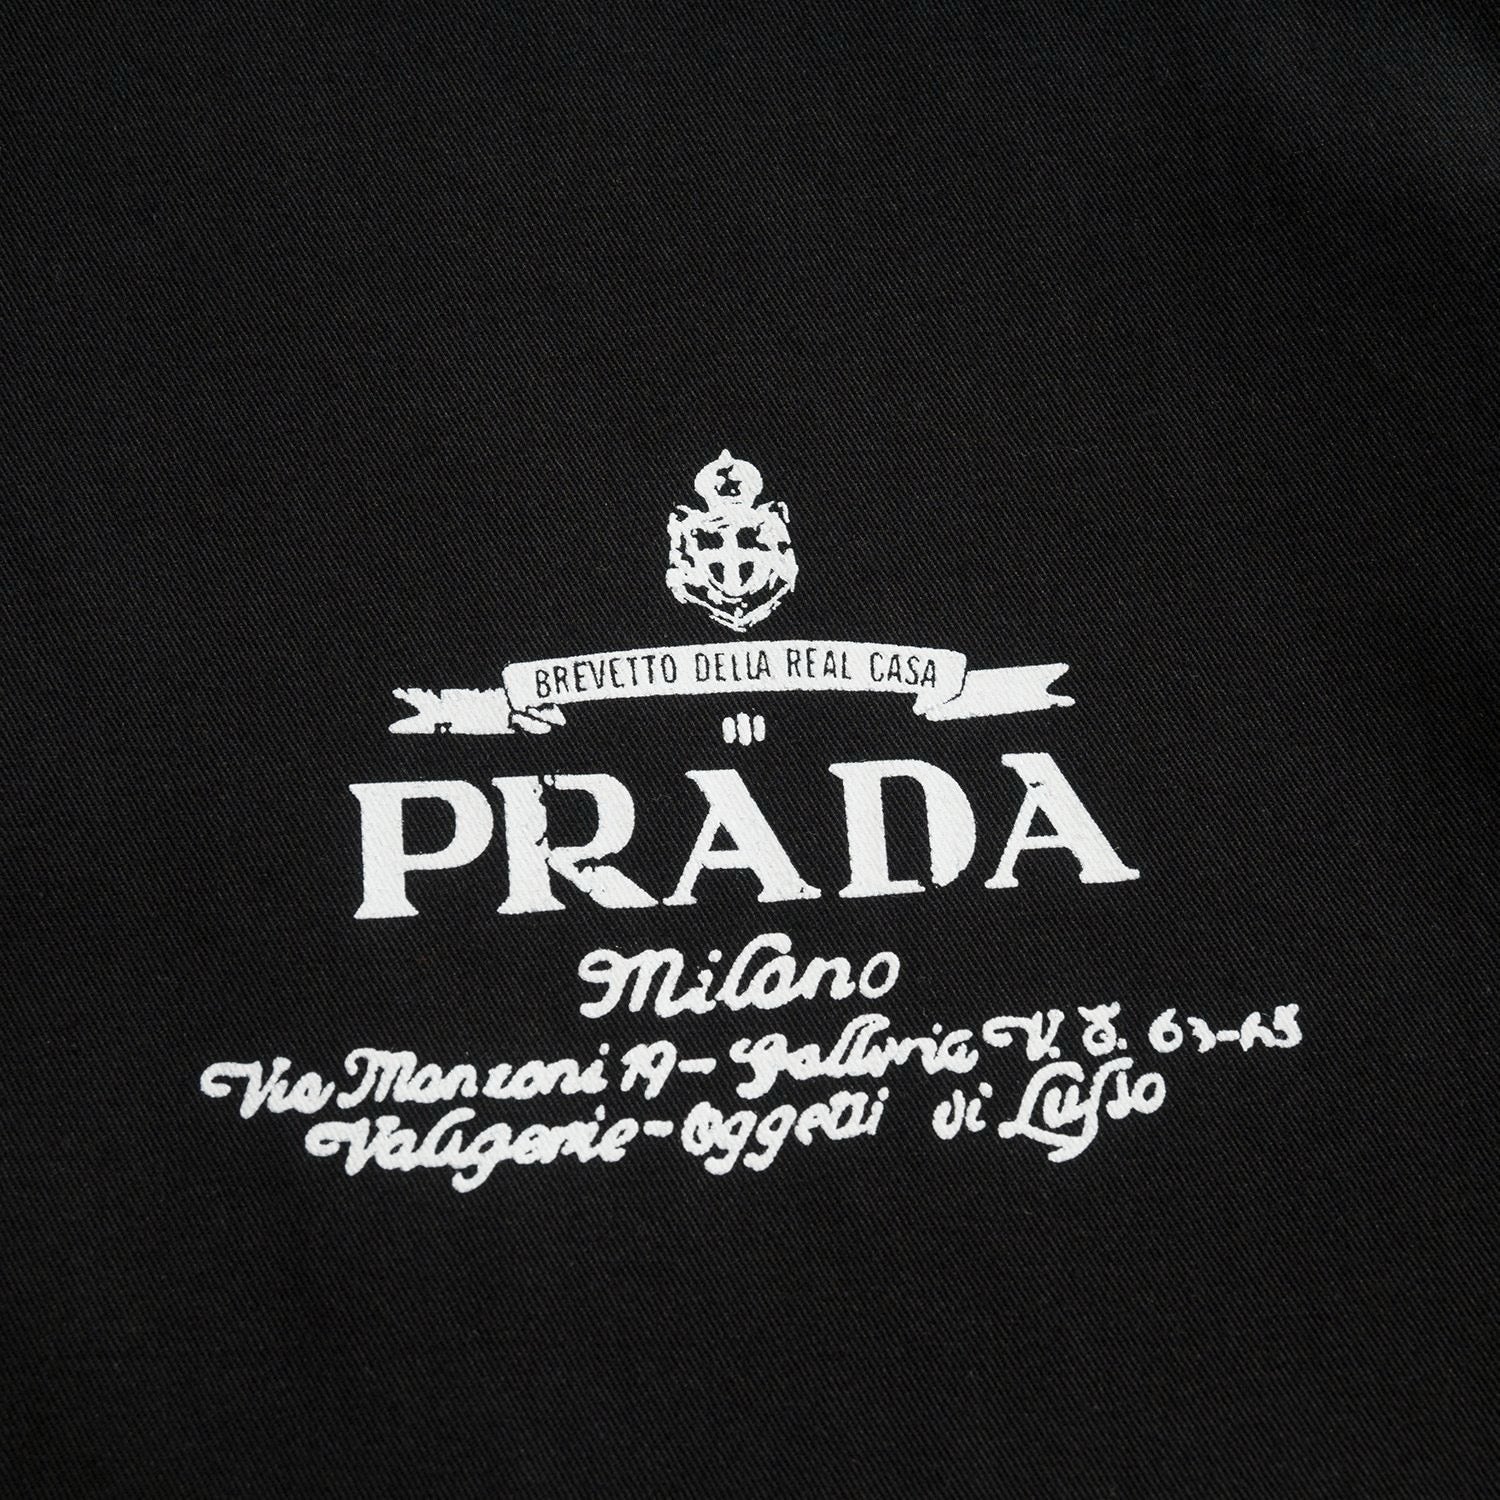 BREVETTO DELLA REAL CASA
PRADA
Milano
Via Manzoni 19 - Galleria V. E. 63-65
Valigerie - Oggetti di Lusso